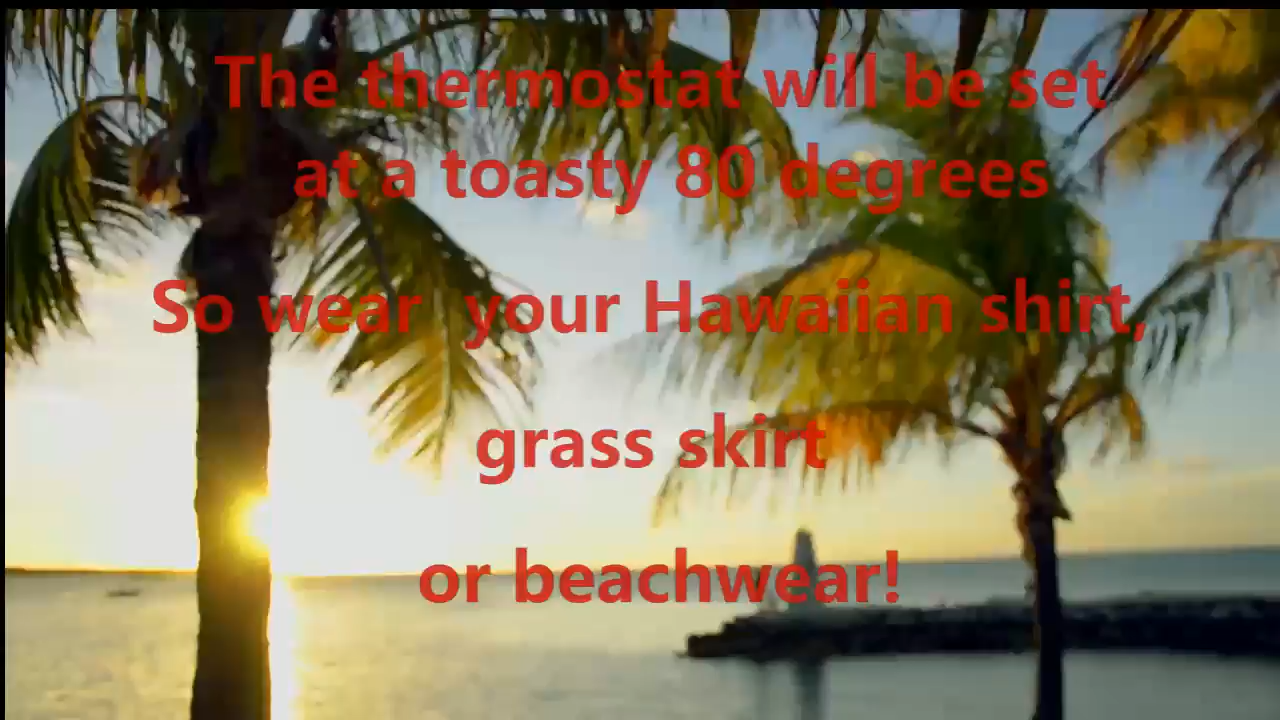 The thermostat will be set
at a toasty 80 degrees
So wear  your Hawaiian shirt,
grass skirt
or beachwear!